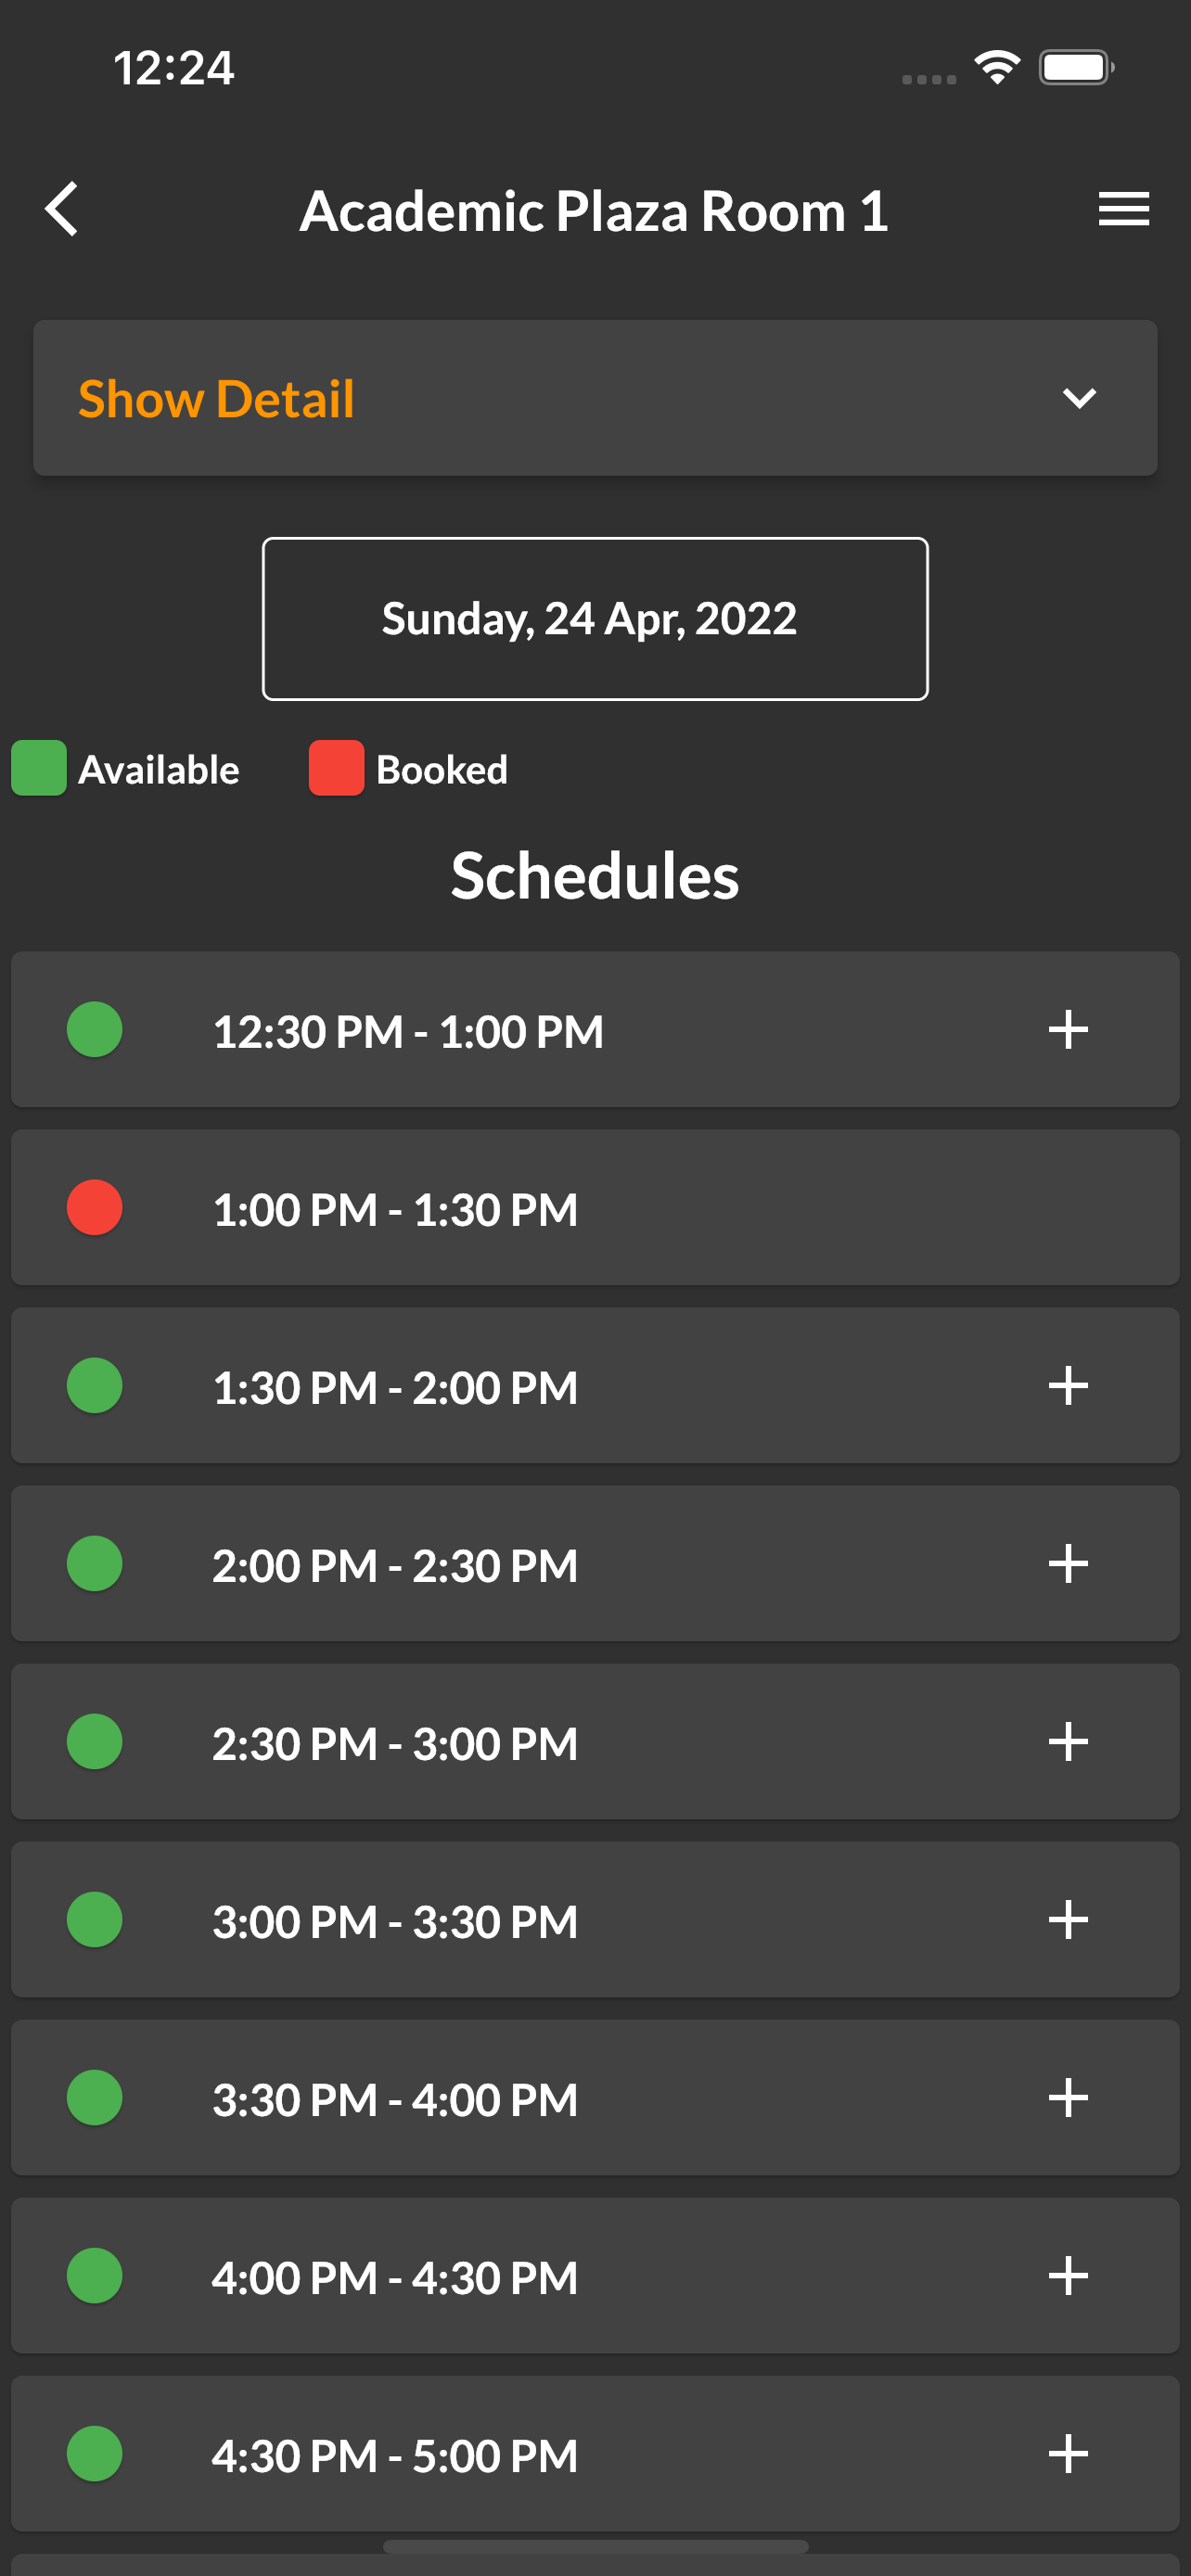 12:24
Academic Plaza Room 1
Show Detail
Sunday, 24 Apr, 2022
Available Booked
Schedules
12:30 PM - 1:00 PM
1:00 PM - 1:30 PM
1:30 PM - 2:00 PM
2:00 PM - 2:30 PM
2:30 PM - 3:00 PM
3:00 PM - 3:30 PM
3:30 PM - 4:00 PM
4:00 PM - 4:30 PM
4:30 PM - 5:00 PM